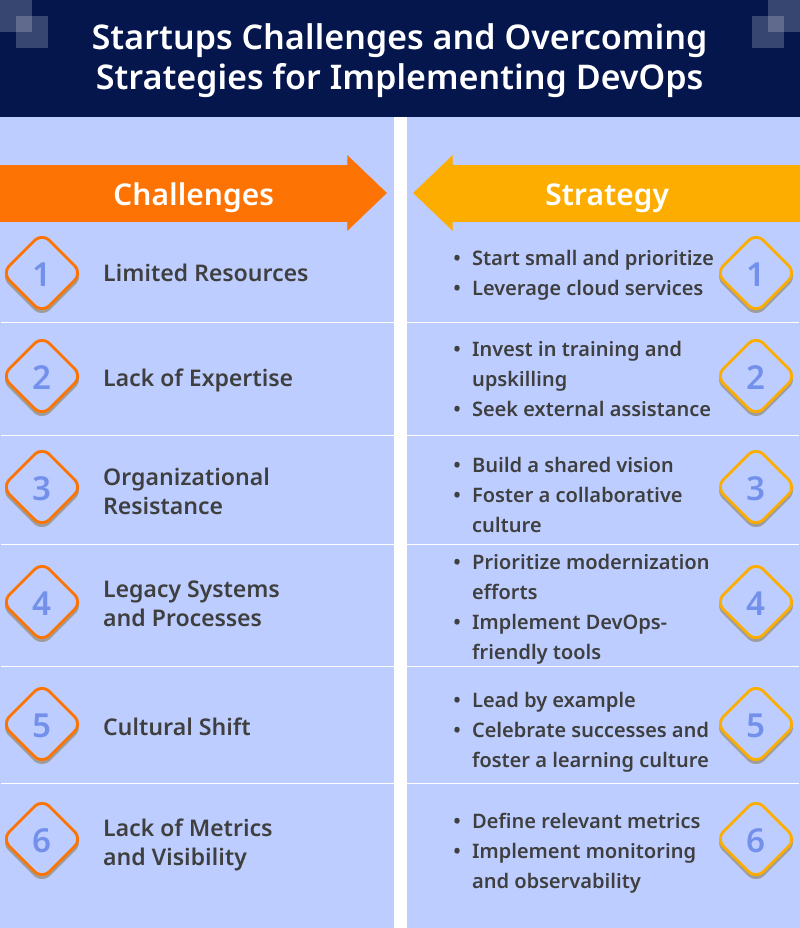 Startups Challenges and Overcoming
Strategies for Implementing DevOps
Challenges
Strategy
1
Limited Resources
• Start small and prioritize
• Leverage cloud services
1
2
Lack of Expertise
• Invest in training and
upskilling
• Seek external assistance
2
3
Organizational
Resistance
• Build a shared vision
• Foster a collaborative
culture
3
4
Legacy Systems
and Processes
• Prioritize modernization
efforts
• Implement DevOps-
friendly tools
4
5
Cultural Shift
• Lead by example
• Celebrate successes and
foster a learning culture
5
6
Lack of Metrics
and Visibility
• Define relevant metrics
• Implement monitoring
and observability
6